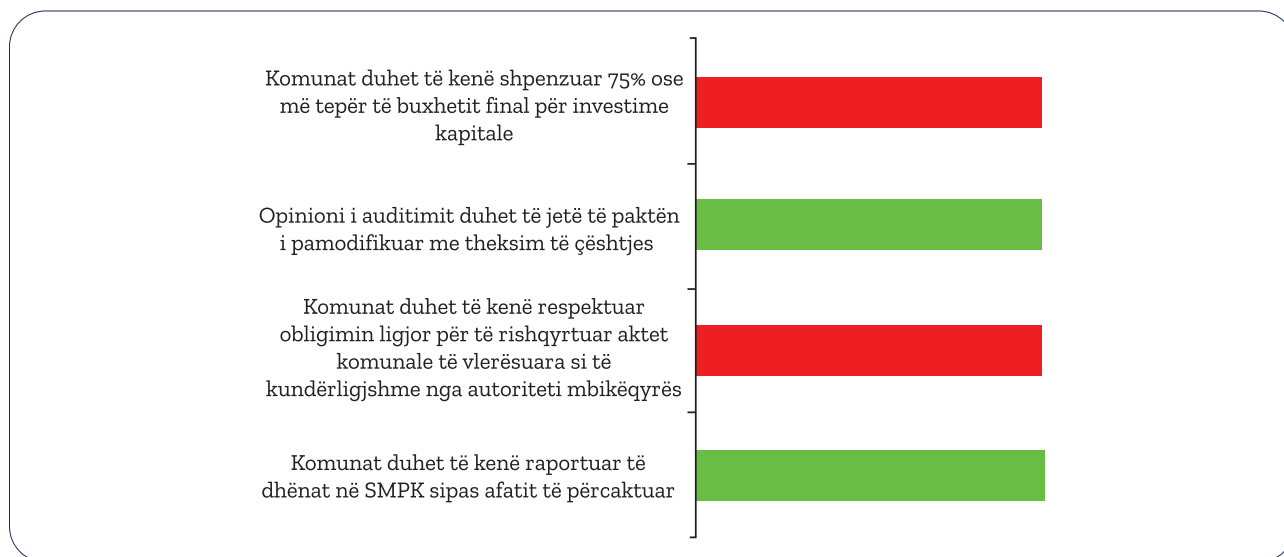 Komunat duhet të kenë shpenzuar 75% ose
më tepër të buxhetit final për investime
kapitale
Opinioni i auditimit duhet të jetë të paktën
i pamodifikuar me theksim të çështjes
Komunat duhet të kenë respektuar
obligimin ligjor për të rishqyrtuar aktet
komunale të vlerësuara si të
kundërligjshme nga autoriteti mbikëqyrës
Komunat duhet të kenë raportuar të
dhënat në SMPK sipas afatit të përcaktuar